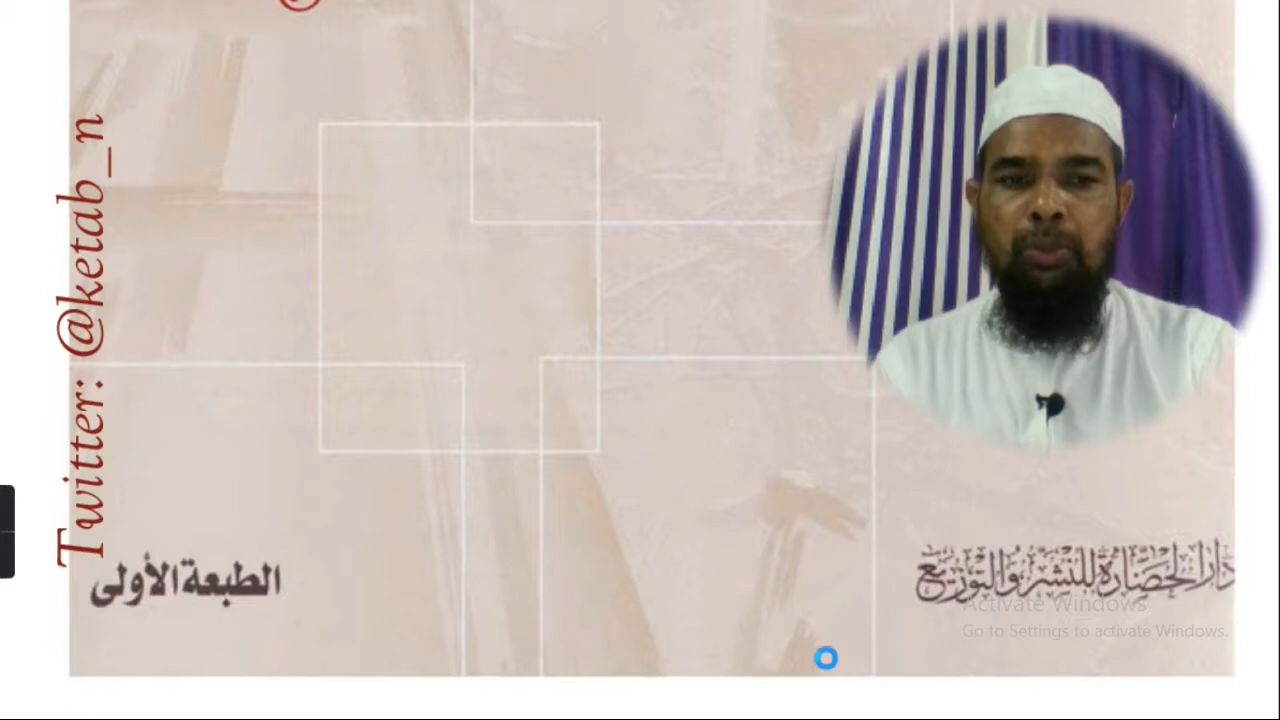 Twitter: @ketab_n
دار الحضارة للنشر والتوزيع
الطبعة الأولى
Activate Windows
Go to Settings to activate Windows.